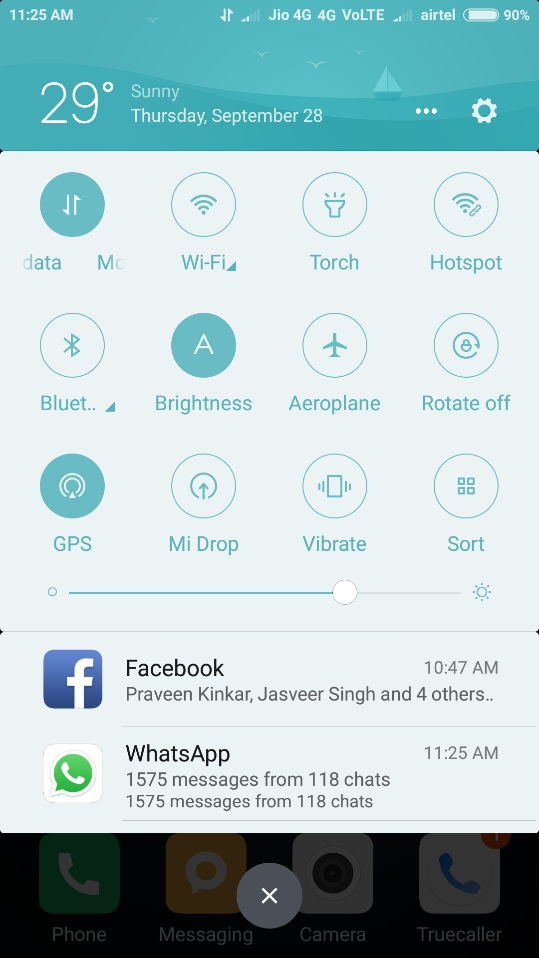 11:25 AM Jio 4G 4G VoLTE airtel 90%
29° Sunny
Thursday, September 28
data Mo Wi-Fi Torch Hotspot
Bluet.. Brightness Aeroplane Rotate off
GPS Mi Drop Vibrate Sort
Facebook 10:47 AM
Praveen Kinkar, Jasveer Singh and 4 others..
WhatsApp 11:25 AM
1575 messages from 118 chats
1575 messages from 118 chats
Phone Messaging Camera Truecaller